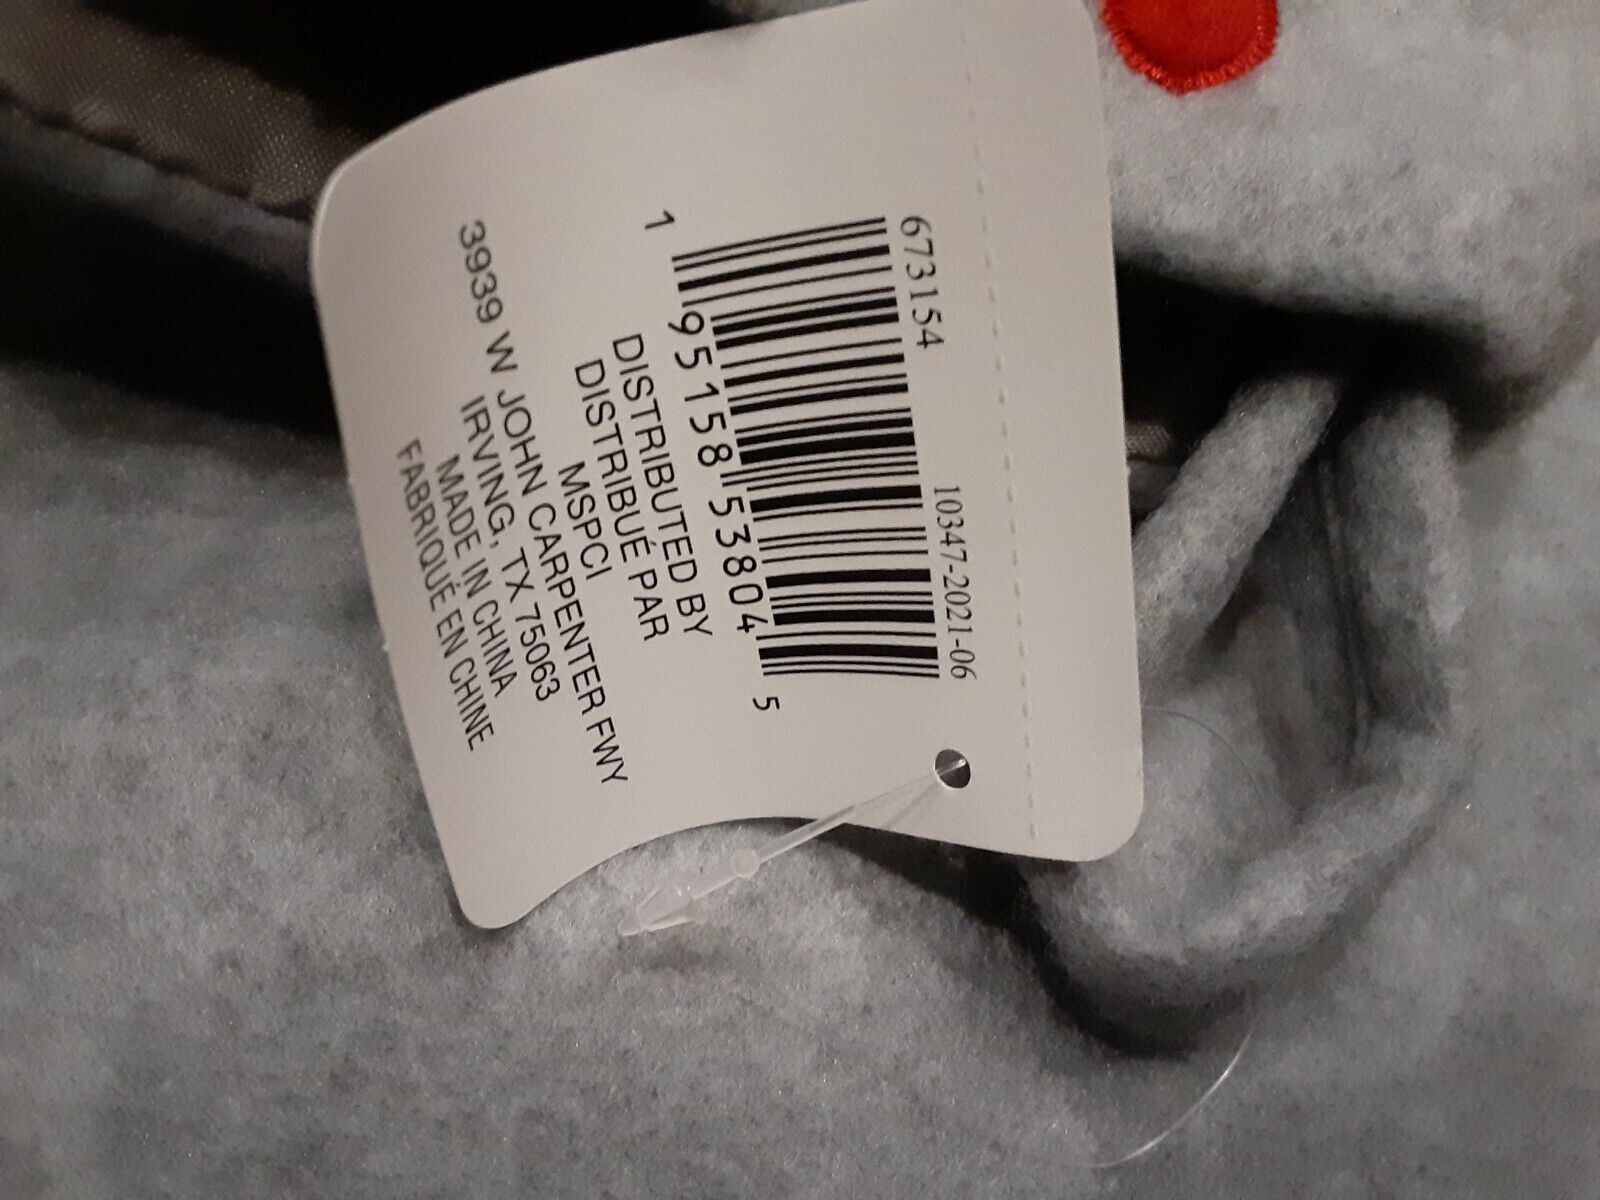 673154
10347-2021-06
1 95158 53804 5
DISTRIBUTED BY
DISTRIBUÉ PAR
MSPCI
3939 W JOHN CARPENTER FWY
IRVING, TX 75063
MADE IN CHINA
FABRIQUÉ EN CHINE